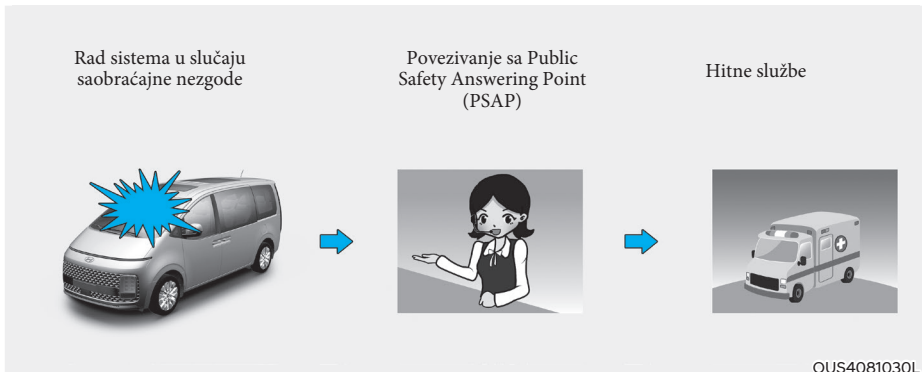 Rad sistema u slučaju
saobraćajne nezgode
Povezivanje sa Public
Safety Answering Point
(PSAP)
Hitne službe
OUS4081030L